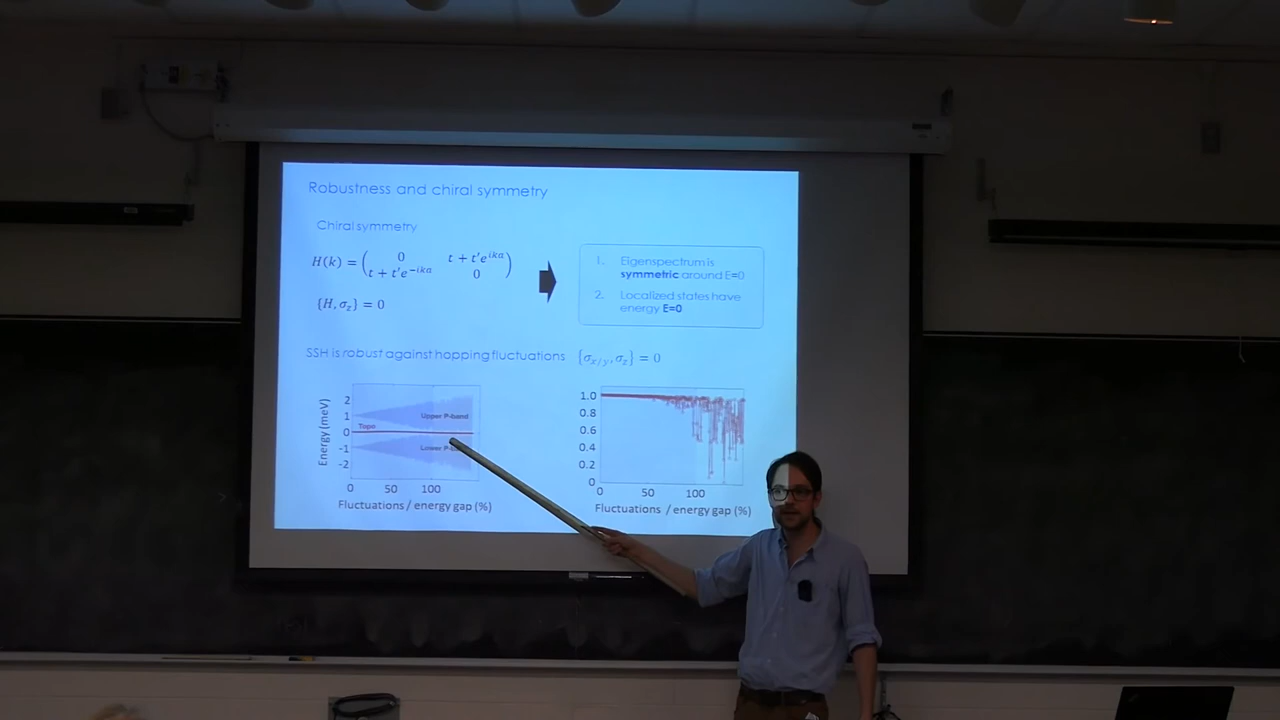 Robustness and chiral symmetry
Chiral symmetry
H(k) = ( 0 t + t'e^{ika}
t + t'e^{-ika} 0 )
{H, σ_z} = 0
1. Eigenspectrum is
symmetric around E=0
2. Localized states have
energy E=0
SSH is robust against hopping fluctuations {σ_{x/y}, σ_z} = 0
Energy (meV)
2
1
0
-1
-2
Upper P-band
Topo
Lower
0 50 100
Fluctuations / energy gap (%)
1.0
0.8
0.6
0.4
0.2
0
0 50 100
Fluctuations / energy gap (%)